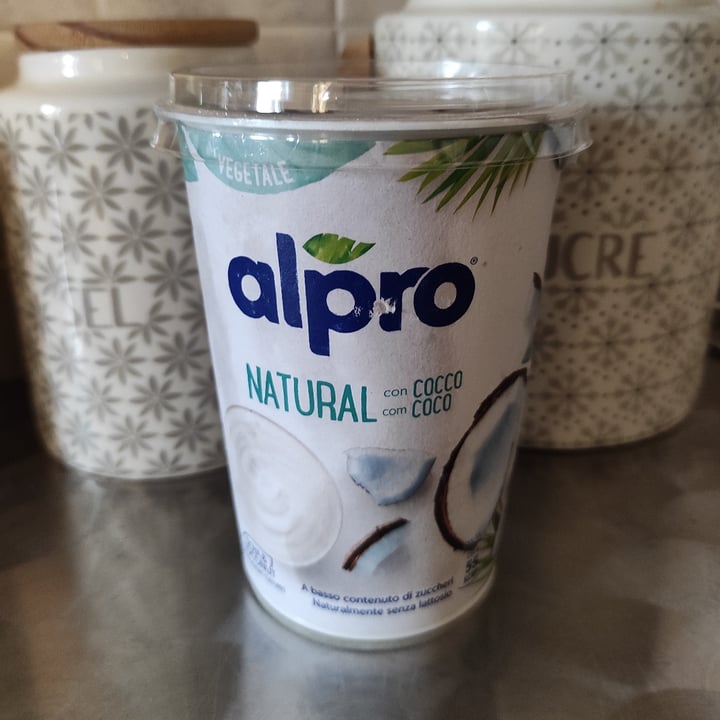 VEGETALE
alpro®
NATURAL con COCCO
com COCO
A basso contenuto di zuccheri
Naturalmente senza lattosio
EL
UCRE